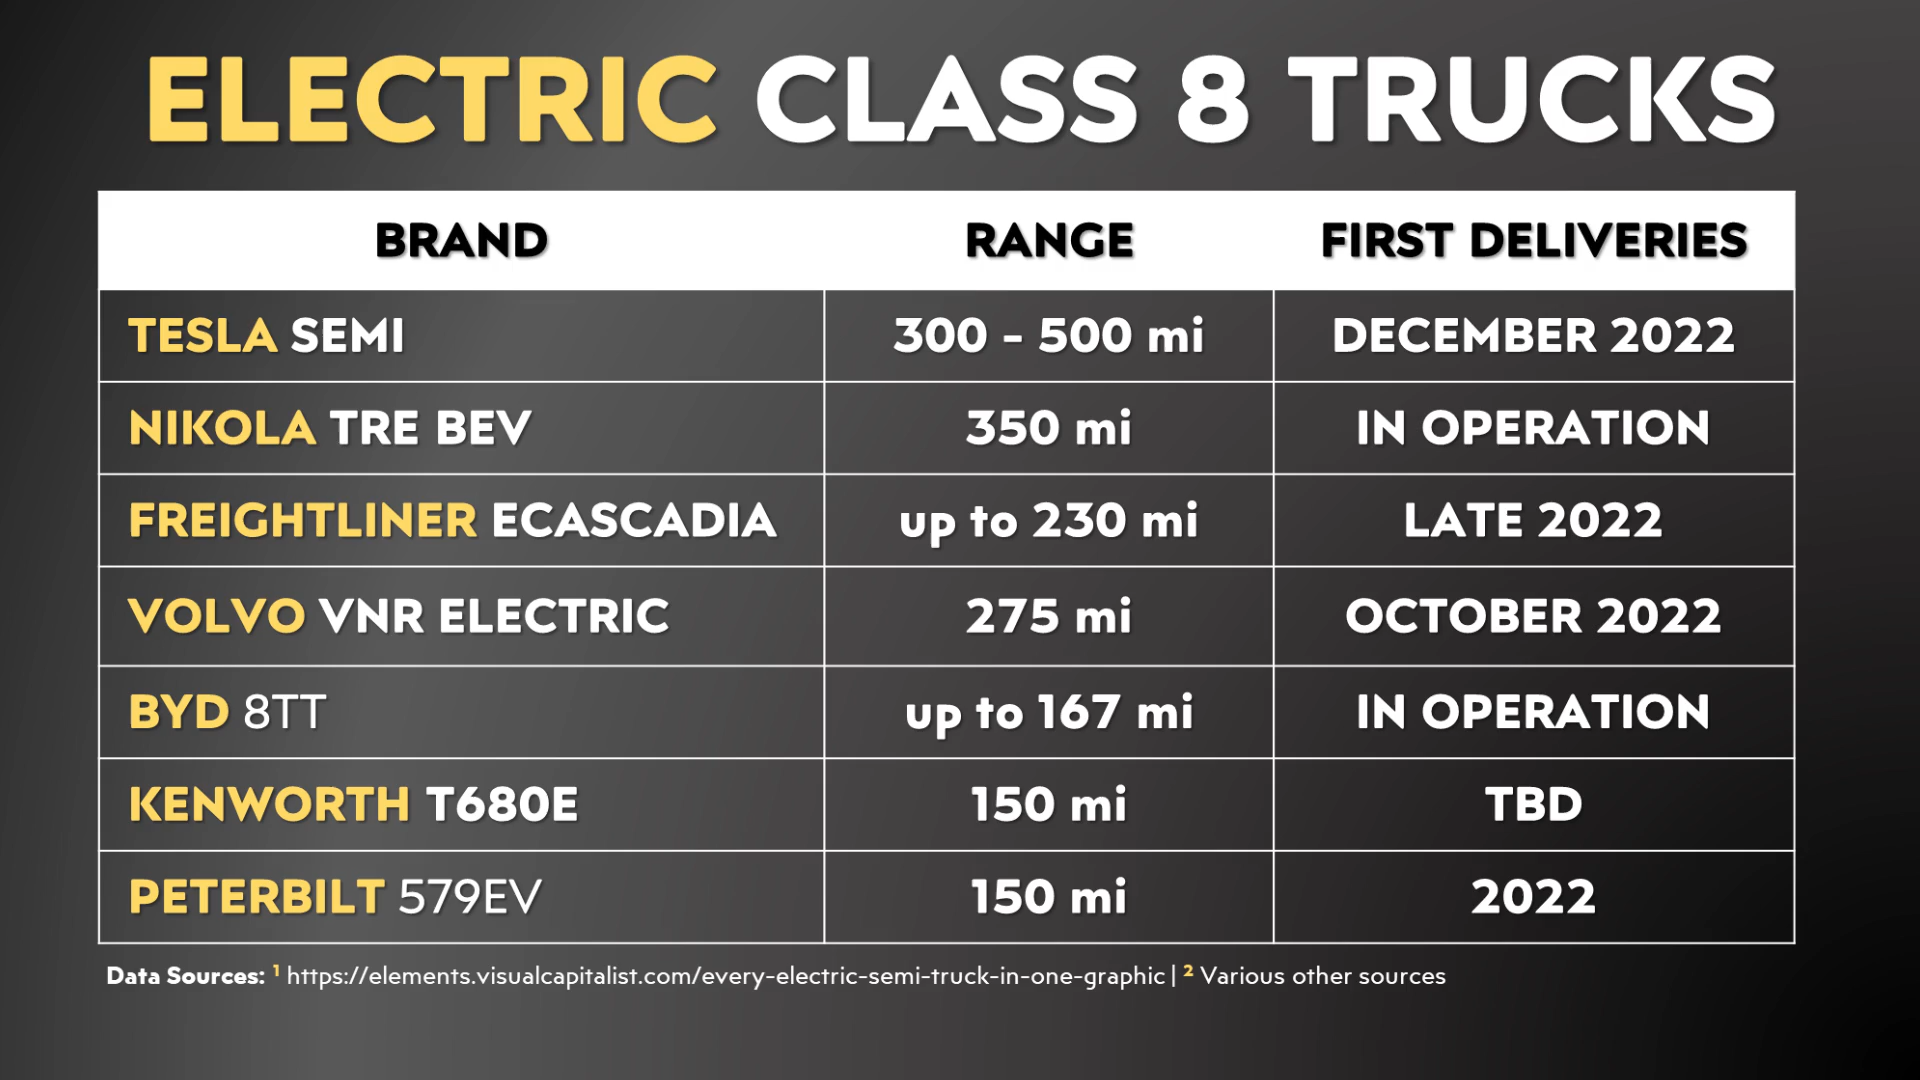 ELECTRIC CLASS 8 TRUCKS
BRAND RANGE FIRST DELIVERIES
TESLA SEMI 300 - 500 mi DECEMBER 2022
NIKOLA TRE BEV 350 mi IN OPERATION
FREIGHTLINER ECASCADIA up to 230 mi LATE 2022
VOLVO VNR ELECTRIC 275 mi OCTOBER 2022
BYD 8TT up to 167 mi IN OPERATION
KENWORTH T680E 150 mi TBD
PETERBILT 579EV 150 mi 2022
Data Sources: ¹ https://elements.visualcapitalist.com/every-electric-semi-truck-in-one-graphic | ² Various other sources